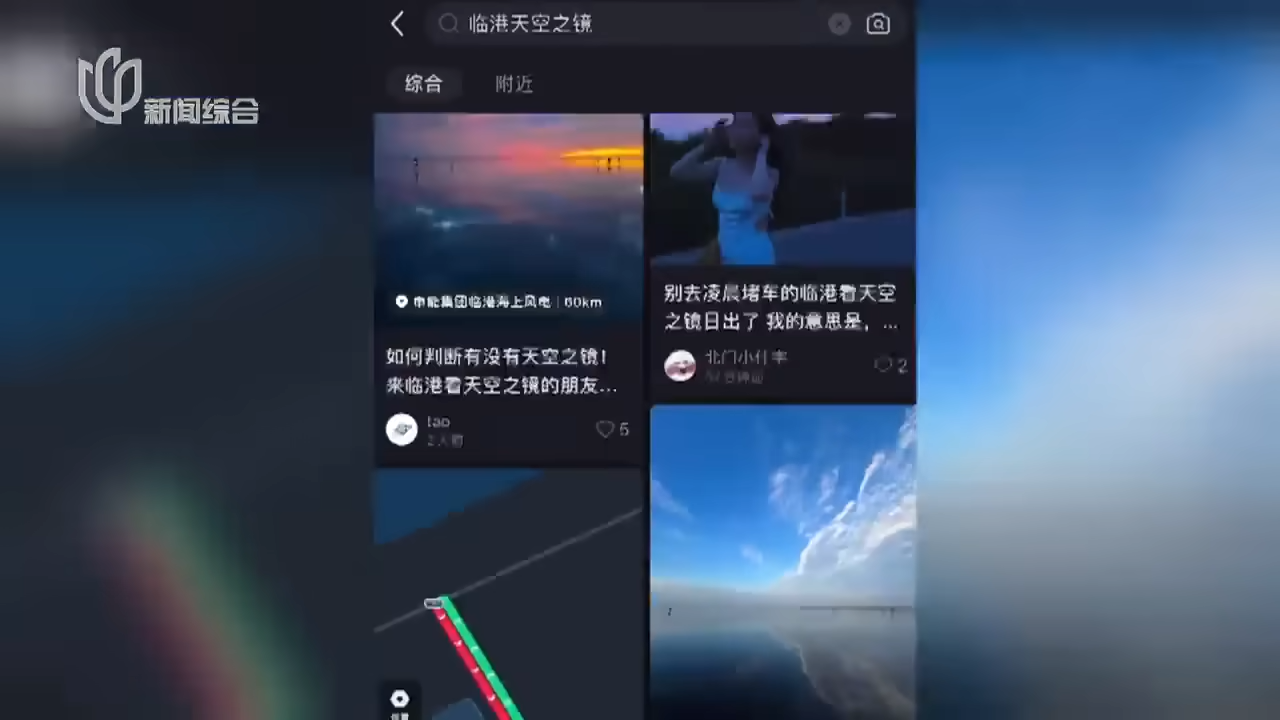 临港天空之镜
新闻综合
综合
附近
申能集团临港海上风电 | 60km
如何判断有没有天空之镜!
来临港看天空之镜的朋友...
tao
5
别去凌晨堵车的临港看天空
之镜日出了 我的意思是，...
2